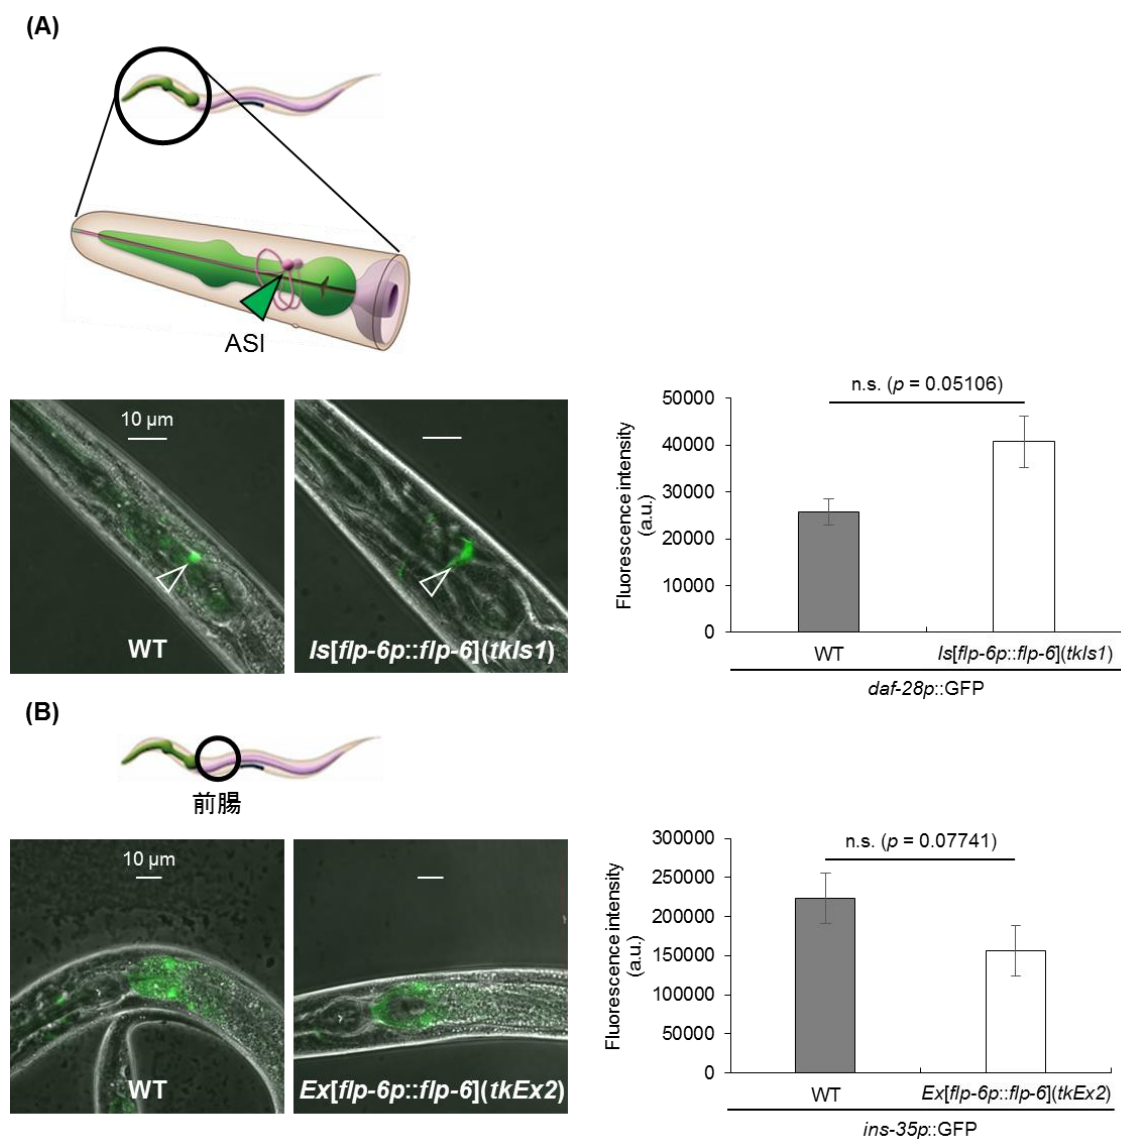 (A)
ASI
10 μm
WT
Is[flp-6p::flp-6](tkIs1)
n.s. (p = 0.05106)
50000
40000
30000
20000
10000
0
Fluorescence intensity
(a.u.)
WT
Is[flp-6p::flp-6](tkIs1)
daf-28p::GFP
(B)
前腸
10 μm
WT
Ex[flp-6p::flp-6](tkEx2)
n.s. (p = 0.07741)
300000
250000
200000
150000
100000
50000
0
Fluorescence intensity
(a.u.)
WT
Ex[flp-6p::flp-6](tkEx2)
ins-35p::GFP